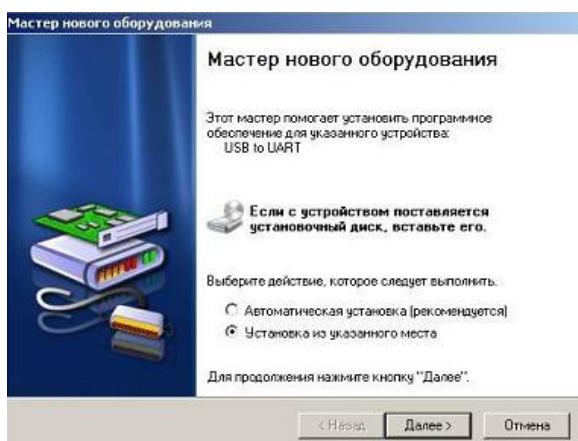 Мастер нового оборудования
Мастер нового оборудования
Этот мастер помогает установить программное
обеспечение для указанного устройства:
USB to UART
Если с устройством поставляется
установочный диск, вставьте его.
Выберите действие, которое следует выполнить.
Автоматическая установка (рекомендуется)
Установка из указанного места
Для продолжения нажмите кнопку "Далее".
< Назад Далее > Отмена